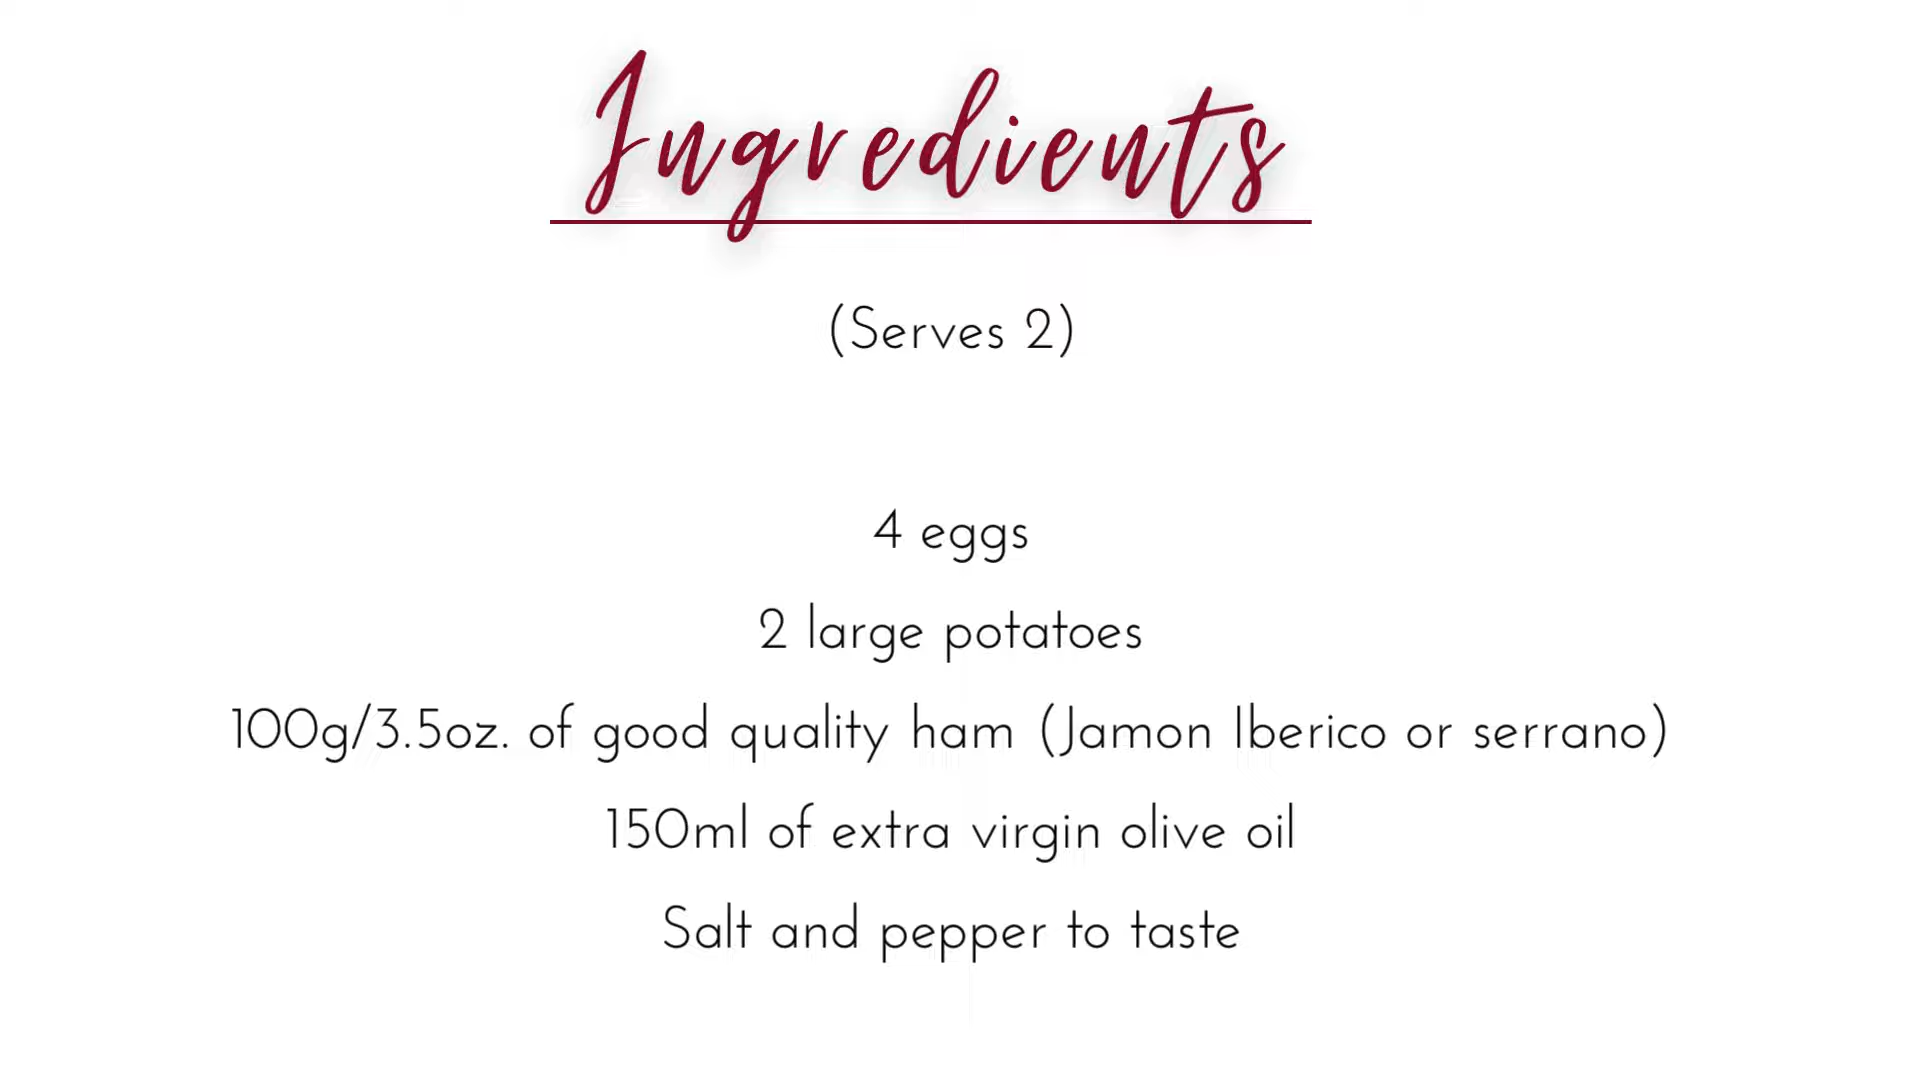 Ingredients
(Serves 2)
4 eggs
2 large potatoes
100g/3.5oz. of good quality ham (Jamon Iberico or serrano)
150ml of extra virgin olive oil
Salt and pepper to taste